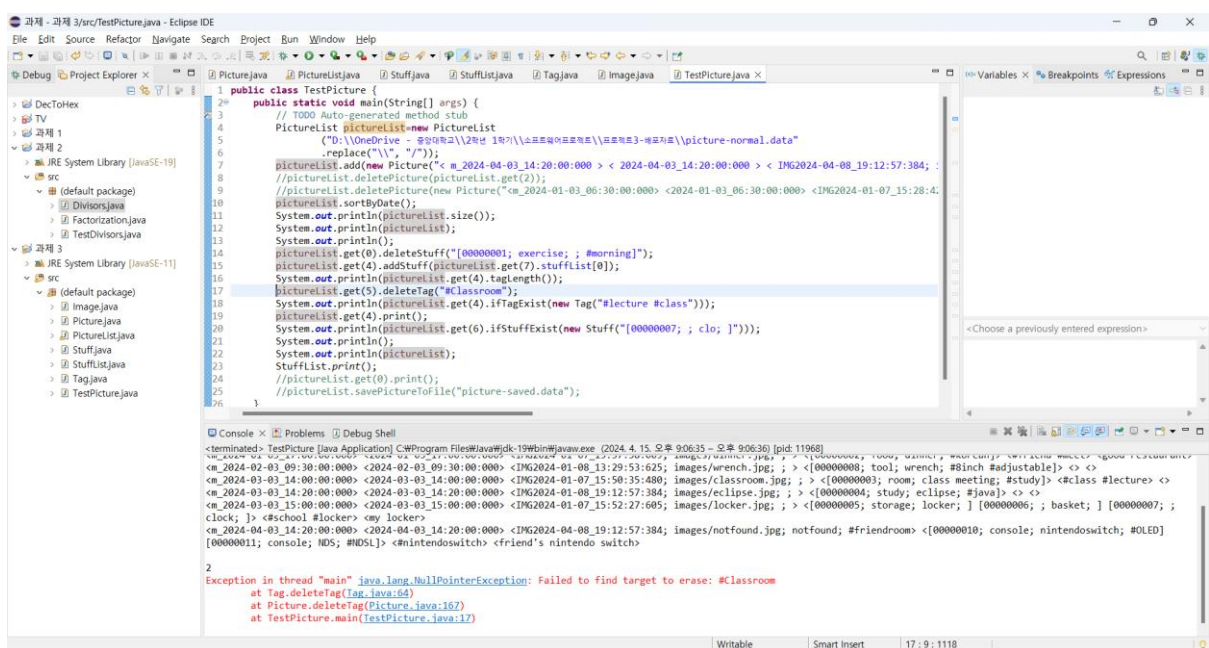 과제 - 과제 3/src/TestPicture.java - Eclipse IDE
File Edit Source Refactor Navigate Search Project Run Window Help
Debug Project Explorer
Picture.java PictureList.java Stuff.java StuffList.java Tag.java Image.java TestPicture.java
Variables Breakpoints Expressions
DecToHex
TV
과제 1
과제 2
JRE System Library [JavaSE-19]
src
(default package)
Divisors.java
Factorization.java
TestDivisors.java
과제 3
JRE System Library [JavaSE-11]
src
(default package)
Image.java
Picture.java
PictureList.java
Stuff.java
StuffList.java
Tag.java
TestPicture.java
1 public class TestPicture {
2 public static void main(String[] args) {
3 // TODO Auto-generated method stub
4 PictureList pictureList=new PictureList
5 ("D:\\OneDrive - 중앙대학교\\2학년 1학기\\소프트웨어프로젝트\\프로젝트3-배포자료\\picture-normal.data"
6 .replace("\\", "/"));
7 pictureList.add(new Picture("< m_2024-04-03_14:20:00:000 > < 2024-04-03_14:20:00:000 > < IMG2024-04-08_19:12:57:384;
8 //pictureList.deletePicture(pictureList.get(2));
9 //pictureList.deletePicture(new Picture("<m_2024-01-03_06:30:00:000> <2024-01-03_06:30:00:000> <IMG2024-01-07_15:28:42
10 pictureList.sortByDate();
11 System.out.println(pictureList.size());
12 System.out.println(pictureList);
13 System.out.println();
14 pictureList.get(0).deleteStuff("[00000001; exercise; ; #morning]");
15 pictureList.get(4).addStuff(pictureList.get(7).stuffList[0]);
16 System.out.println(pictureList.get(4).tagLength());
17 pictureList.get(5).deleteTag("#Classroom");
18 System.out.println(pictureList.get(4).ifTagExist(new Tag("#lecture #class")));
19 pictureList.get(4).print();
20 System.out.println(pictureList.get(6).ifStuffExist(new Stuff("[00000007; ; clo; ]")));
21 System.out.println();
22 System.out.println(pictureList);
23 StuffList.print();
24 //pictureList.get(0).print();
25 //pictureList.savePictureToFile("picture-saved.data");
26 }
<Choose a previously entered expression>
Console Problems Debug Shell
<terminated> TestPicture [Java Application] C:₩Program Files₩Java₩jdk-19₩bin₩javaw.exe (2024. 4. 15. 오후 9:06:35 – 오후 9:06:36) [pid: 11968]
<m_2024-02-03_09:30:00:000> <2024-02-03_09:30:00:000> <IMG2024-01-08_13:29:53:625; images/wrench.jpg; ; > <[00000008; tool; wrench; #8inch #adjustable]> <> <>
<m_2024-03-03_14:00:00:000> <2024-03-03_14:00:00:000> <IMG2024-01-07_15:50:35:480; images/classroom.jpg; ; > <[00000003; room; class meeting; #study]> <#class #lecture> <>
<m_2024-03-03_14:20:00:000> <2024-03-03_14:20:00:000> <IMG2024-04-08_19:12:57:384; images/eclipse.jpg; ; > <[00000004; study; eclipse; #java]> <> <>
<m_2024-03-03_15:00:00:000> <2024-03-03_15:00:00:000> <IMG2024-01-07_15:52:27:605; images/locker.jpg; ; > <[00000005; storage; locker; ] [00000006; ; basket; ] [00000007; ;
clock; ]> <#school #locker> <my locker>
<m_2024-04-03_14:20:00:000> <2024-04-03_14:20:00:000> <IMG2024-04-08_19:12:57:384; images/notfound.jpg; notfound; #friendroom> <[00000010; console; nintendoswitch; #OLED]
[00000011; console; NDS; #NDSL]> <#nintendoswitch> <friend's nintendo switch>
2
Exception in thread "main" java.lang.NullPointerException: Failed to find target to erase: #Classroom
at Tag.deleteTag(Tag.java:64)
at Picture.deleteTag(Picture.java:167)
at TestPicture.main(TestPicture.java:17)
Writable Smart Insert 17 : 9 : 1118